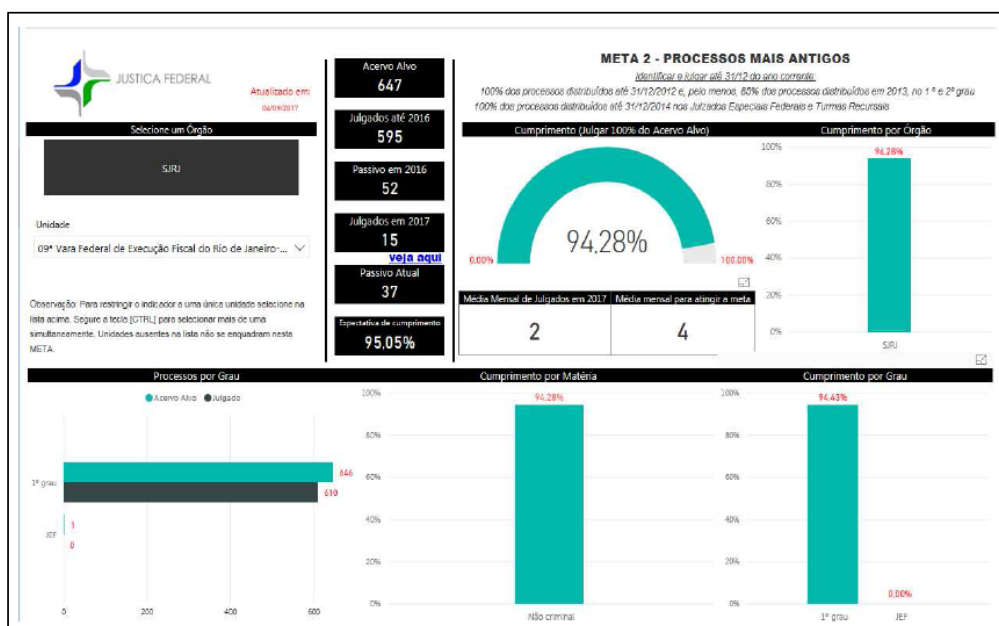 JUSTIÇA FEDERAL
Atualizado em:
06/09/2017
Selecione um Órgão
SJRJ
Unidade
09ª Vara Federal de Execução Fiscal do Rio de Janeiro-...
Observação: Para restringir o indicador a uma única unidade selecione na
lista acima. Segure a tecla [CTRL] para selecionar mais de uma
simultaneamente. Unidades ausentes na lista não se enquadram nesta
META.
Acervo Alvo
647
Julgados até 2016
595
Passivo em 2016
52
Julgados em 2017
15
veja aqui
Passivo Atual
37
Espectativa de cumprimento
95,05%
META 2 - PROCESSOS MAIS ANTIGOS
Identificar e julgar até 31/12 do ano corrente:
100% dos processos distribuídos até 31/12/2012 e, pelo menos, 85% dos processos distribuídos em 2013, no 1º e 2º grau
100% dos processos distribuídos até 31/12/2014 nos Juizados Especiais Federais e Turmas Recursais
Cumprimento (Julgar 100% do Acervo Alvo)
94,28%
0,00%
100,00%
Média Mensal de Julgados em 2017
2
Média mensal para atingir a meta
4
Cumprimento por Órgão
100%
94,28%
80%
60%
40%
20%
0%
SJRJ
Processos por Grau
Acervo Alvo
Julgado
1º grau
646
610
JEF
1
0
0
200
400
600
Cumprimento por Matéria
100%
94,28%
80%
60%
40%
20%
0%
Não criminal
Cumprimento por Grau
100%
94,43%
80%
60%
40%
20%
0,00%
0%
1º grau
JEF